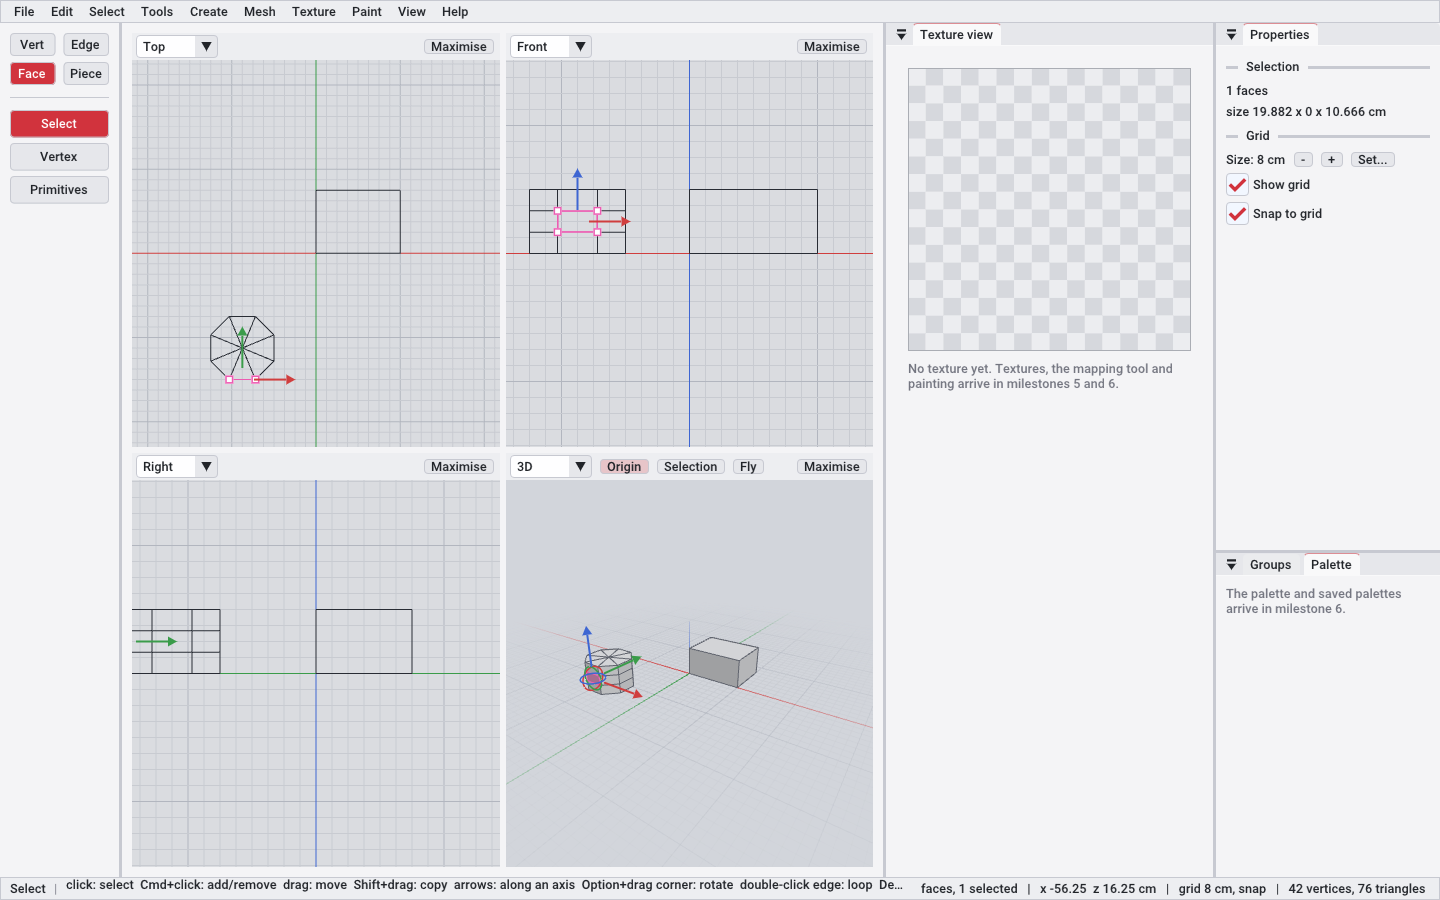 File Edit Select Tools Create Mesh Texture Paint View Help
Vert Edge
Face Piece
Select
Vertex
Primitives
Top Maximise
Front Maximise
Right Maximise
3D Origin Selection Fly Maximise
Texture view
No texture yet. Textures, the mapping tool and
painting arrive in milestones 5 and 6.
Properties
Selection
1 faces
size 19.882 x 0 x 10.666 cm
Grid
Size: 8 cm - + Set...
Show grid
Snap to grid
Groups Palette
The palette and saved palettes
arrive in milestone 6.
Select | click: select Cmd+click: add/remove drag: move Shift+drag: copy arrows: along an axis Option+drag corner: rotate double-click edge: loop De... faces, 1 selected | x -56.25 z 16.25 cm | grid 8 cm, snap | 42 vertices, 76 triangles